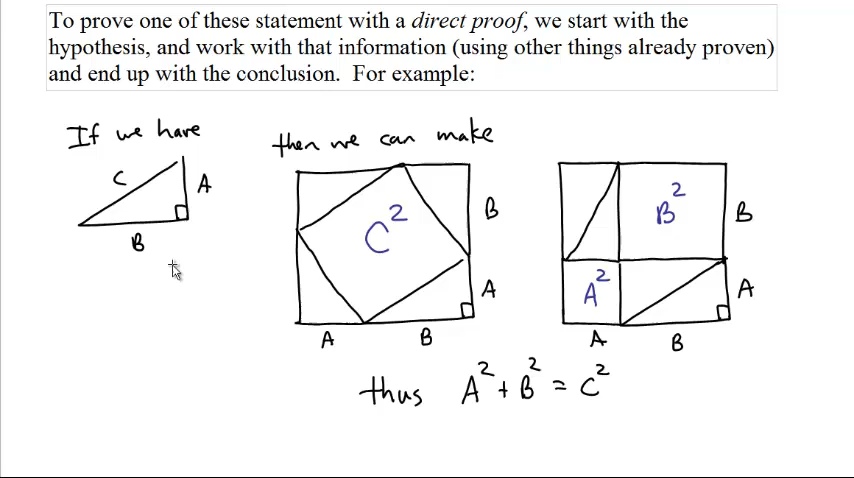 To prove one of these statement with a direct proof, we start with the
hypothesis, and work with that information (using other things already proven)
and end up with the conclusion. For example:
If we have
then we can make
C
A
B
C²
B
A
A
B
B²
A²
B
A
A
B
thus A² + B² = C²